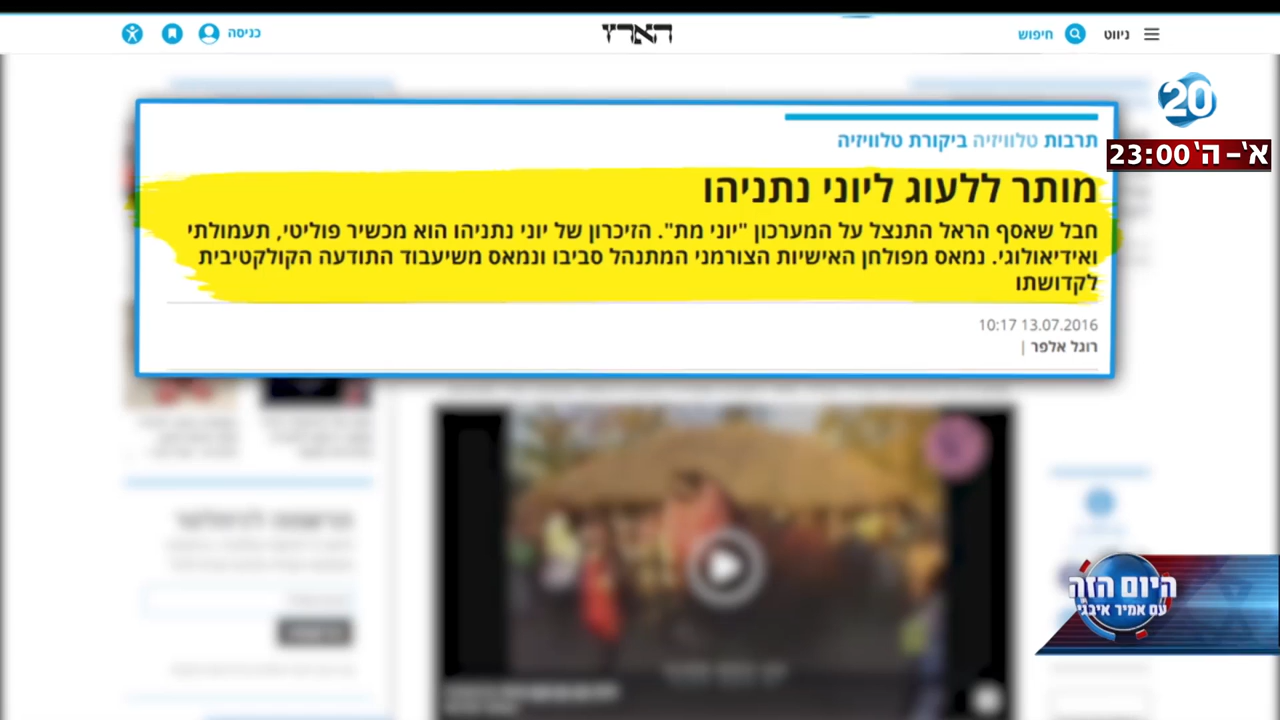 ניווט
חיפוש
הארץ
כניסה
20
א'-ה' 23:00
תרבות טלוויזיה ביקורת טלוויזיה
מותר ללעוג ליוני נתניהו
חבל שאסף הראל התנצל על המערכון "יוני מת". הזיכרון של יוני נתניהו הוא מכשיר פוליטי, תעמולתי
ואידיאולוגי. נמאס מפולחן האישיות הצורמני המתנהל סביבו ונמאס משיעבוד התודעה הקולקטיבית
לקדושתו
13.07.2016 10:17
רוגל אלפר |
היום הזה
עם אמיר איבגי